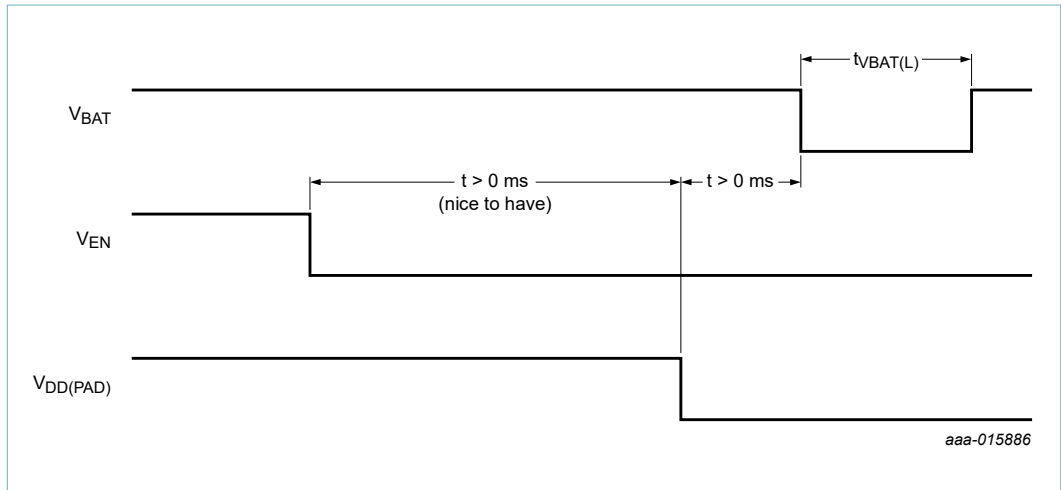 tVBAT(L)
VBAT
t > 0 ms
(nice to have)
t > 0 ms
VEN
VDD(PAD)
aaa-015886